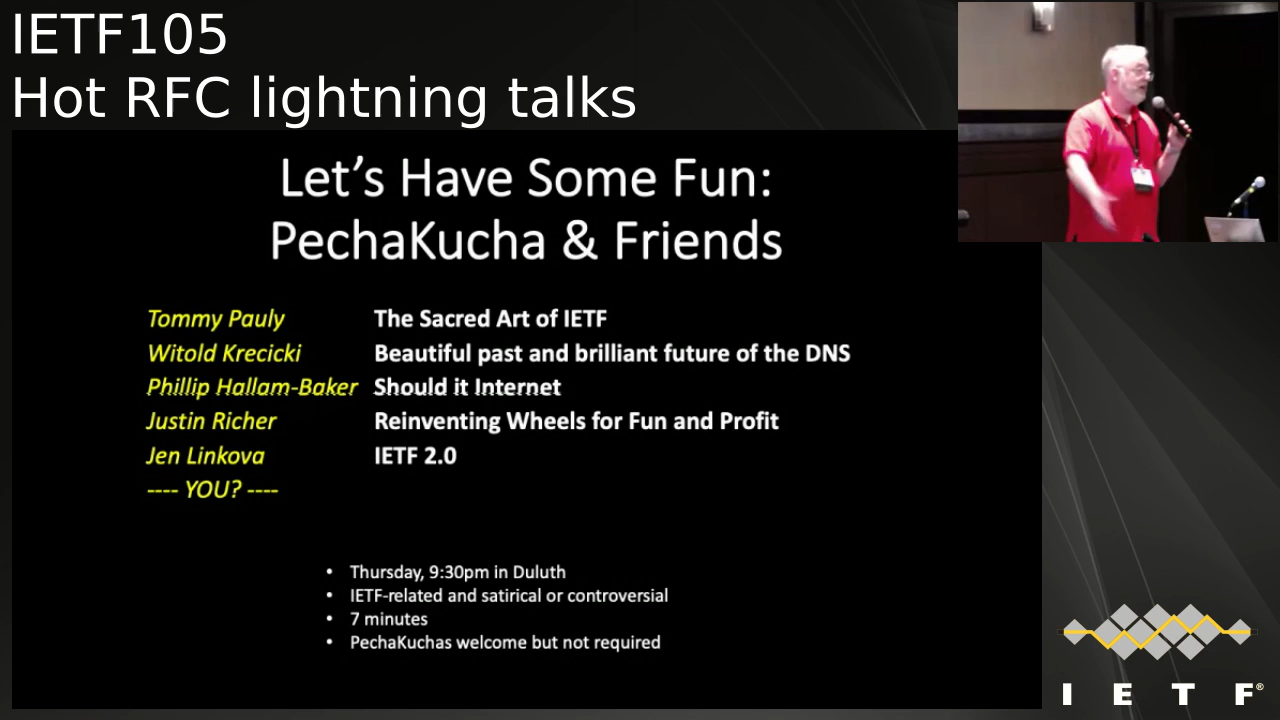 IETF105
Hot RFC lightning talks
Let's Have Some Fun:
PechaKucha & Friends
Tommy Pauly The Sacred Art of IETF
Witold Krecicki Beautiful past and brilliant future of the DNS
Phillip Hallam-Baker Should it Internet
Justin Richer Reinventing Wheels for Fun and Profit
Jen Linkova IETF 2.0
---- YOU? ----
• Thursday, 9:30pm in Duluth
• IETF-related and satirical or controversial
• 7 minutes
• PechaKuchas welcome but not required
I E T F®